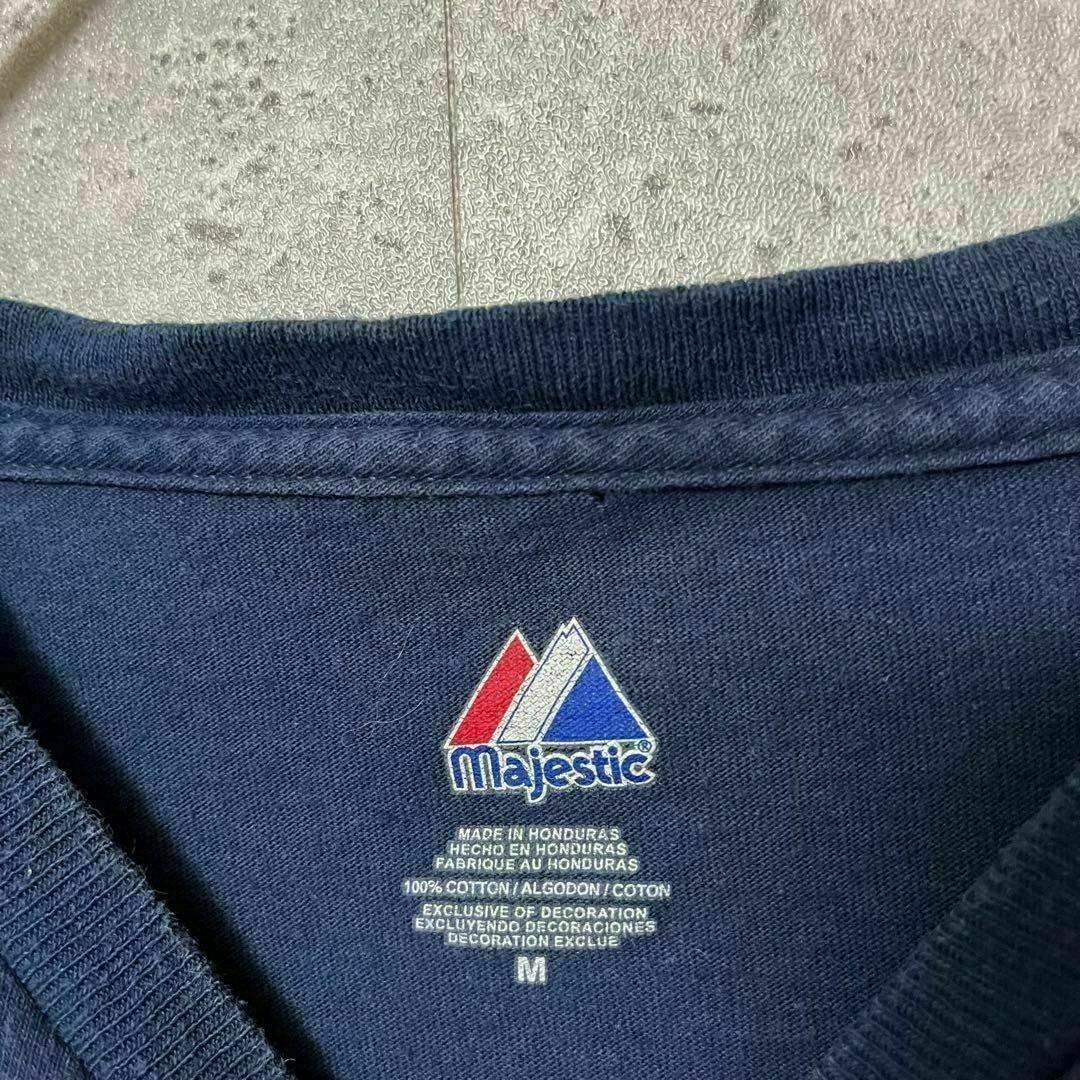 Majestic®
MADE IN HONDURAS
HECHO EN HONDURAS
FABRIQUE AU HONDURAS
100% COTTON / ALGODON / COTON
EXCLUSIVE OF DECORATION
EXCLUYENDO DECORACIONES
DECORATION EXCLUE
M